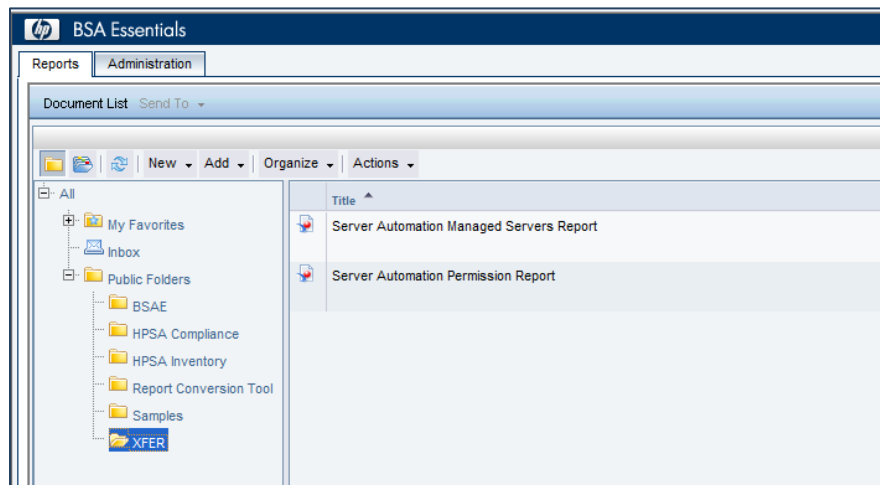 hp BSA Essentials
Reports Administration
Document List Send To
New Add Organize Actions
All
Title
My Favorites
Server Automation Managed Servers Report
Inbox
Public Folders
Server Automation Permission Report
BSAE
HPSA Compliance
HPSA Inventory
Report Conversion Tool
Samples
XFER